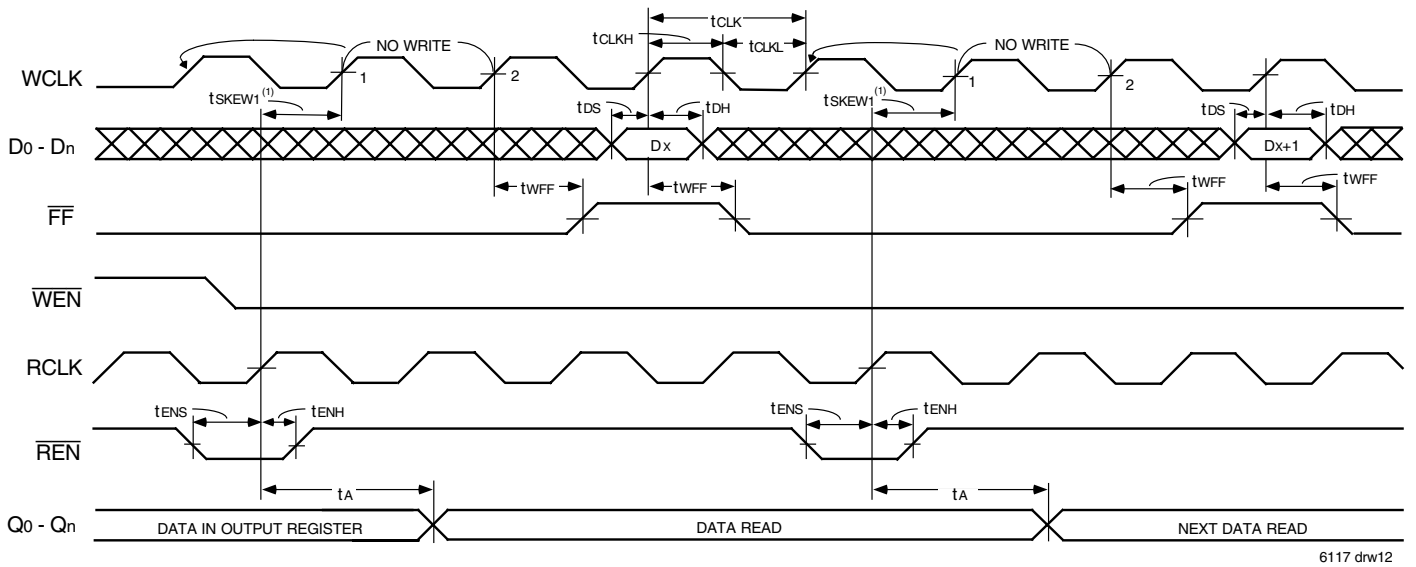 tCLK
tCLKH tCLKL
NO WRITE NO WRITE
WCLK 1 2 1 2
tSKEW1(1) tDS tDH tSKEW1(1) tDS tDH
D0 - Dn DX DX+1
tWFF tWFF tWFF tWFF
FF
WEN
RCLK
tENS tENH tENS tENH
REN
tA tA
Q0 - Qn DATA IN OUTPUT REGISTER DATA READ NEXT DATA READ
6117 drw12